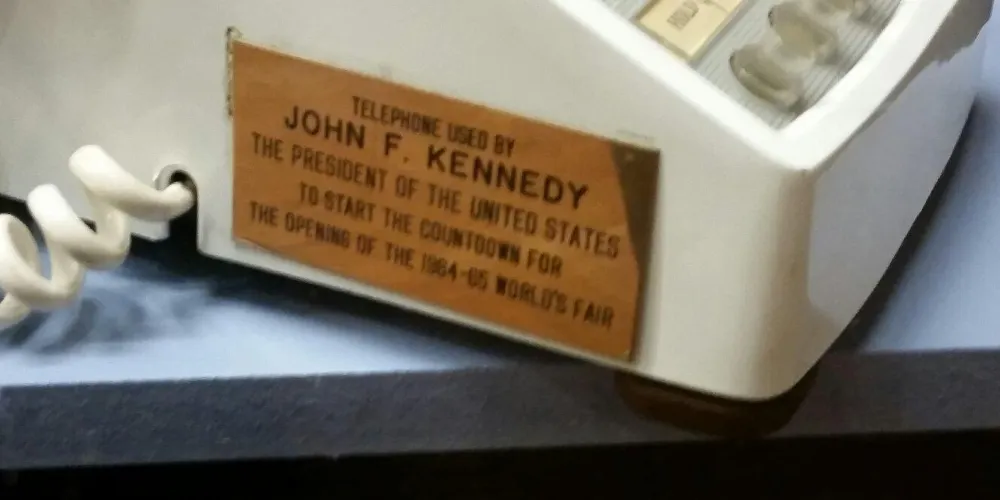 HOLD
TELEPHONE USED BY
JOHN F. KENNEDY
THE PRESIDENT OF THE UNITED STATES
TO START THE COUNTDOWN FOR
THE OPENING OF THE 1964-65 WORLD'S FAIR